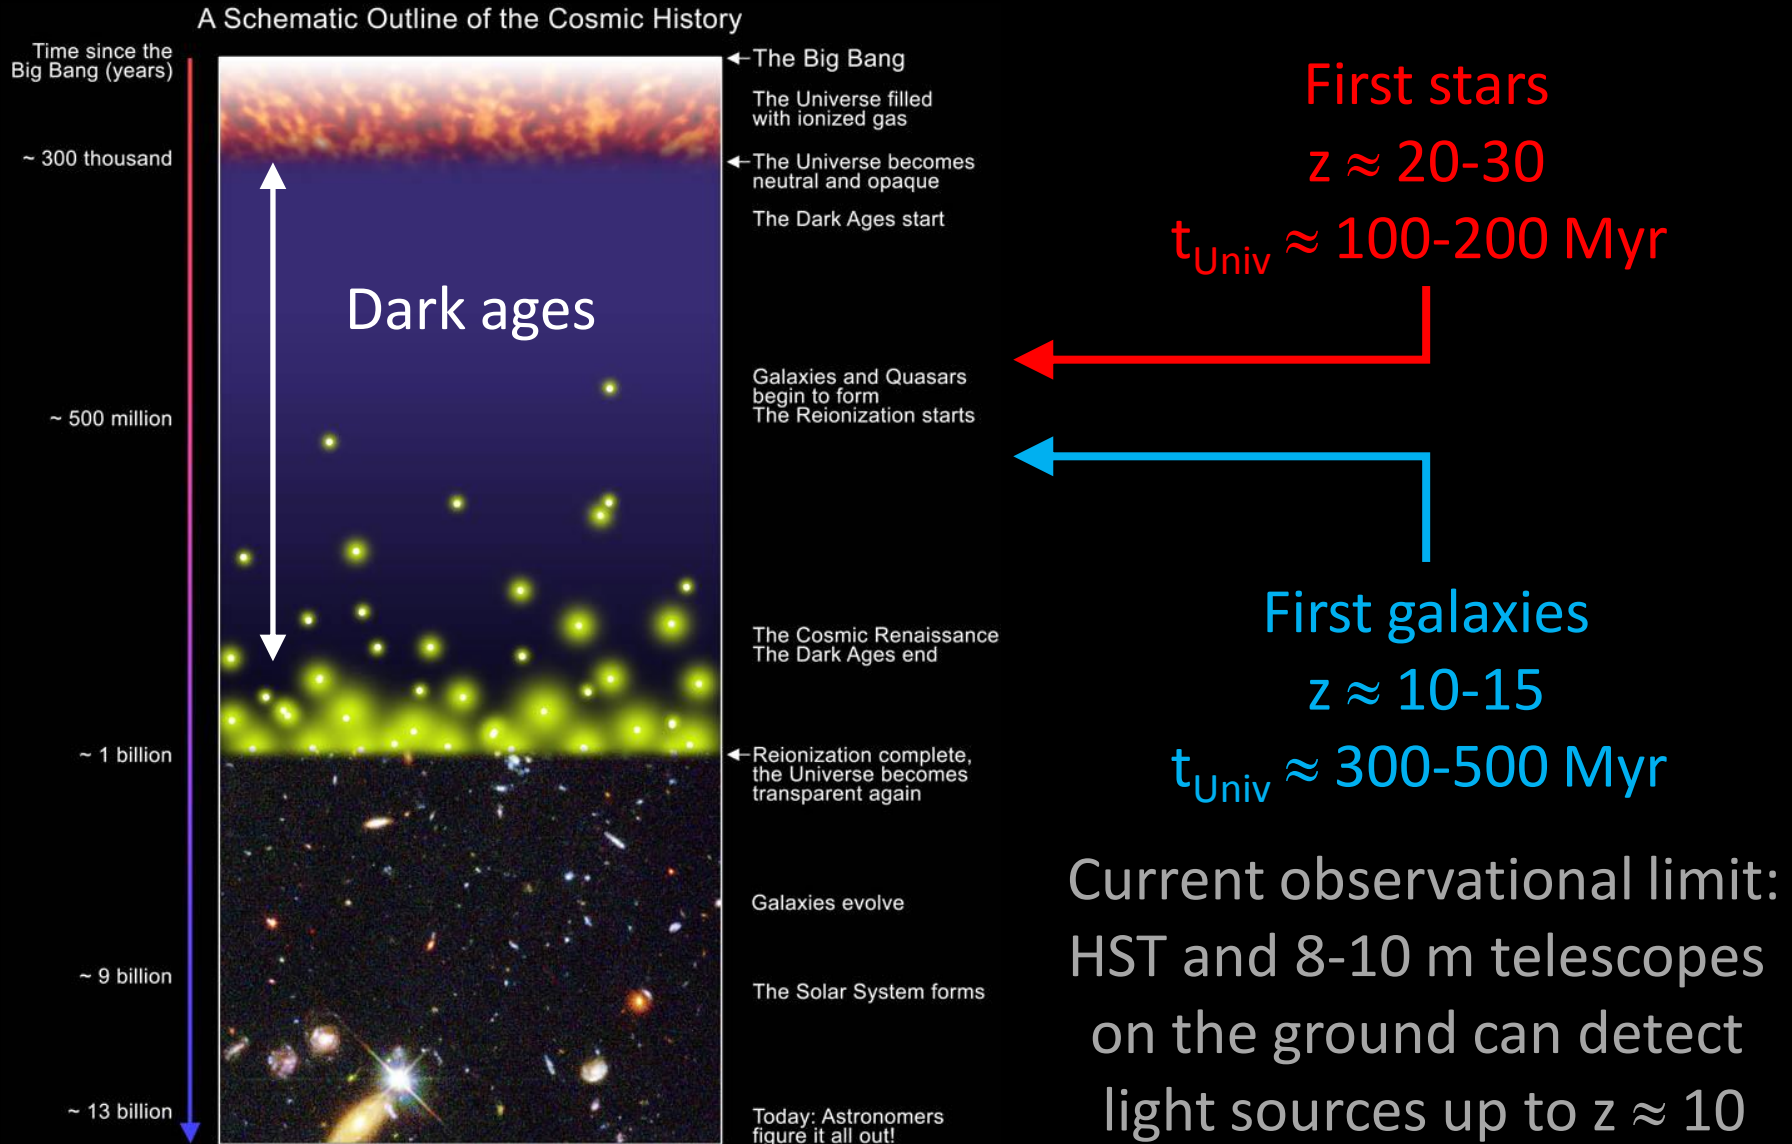 A Schematic Outline of the Cosmic History
Time since the
Big Bang (years)
The Big Bang
The Universe filled
with ionized gas
~ 300 thousand
The Universe becomes
neutral and opaque
The Dark Ages start
Dark ages
Galaxies and Quasars
begin to form
The Reionization starts
~ 500 million
The Cosmic Renaissance
The Dark Ages end
~ 1 billion
Reionization complete,
the Universe becomes
transparent again
Galaxies evolve
~ 9 billion
The Solar System forms
~ 13 billion
Today: Astronomers
figure it all out!
First stars
z ≈ 20-30
tUniv ≈ 100-200 Myr
First galaxies
z ≈ 10-15
tUniv ≈ 300-500 Myr
Current observational limit:
HST and 8-10 m telescopes
on the ground can detect
light sources up to z ≈ 10